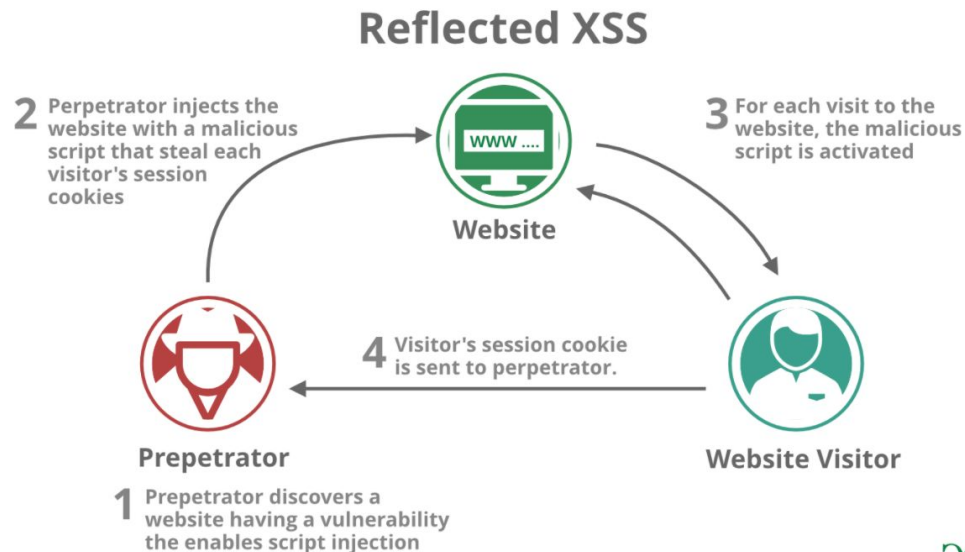 Reflected XSS
2 Perpetrator injects the
website with a malicious
script that steal each
visitor's session
cookies
www ....
Website
3 For each visit to the
website, the malicious
script is activated
4 Visitor's session cookie
is sent to perpetrator.
Prepetrator
Website Visitor
1 Prepetrator discovers a
website having a vulnerability
the enables script injection